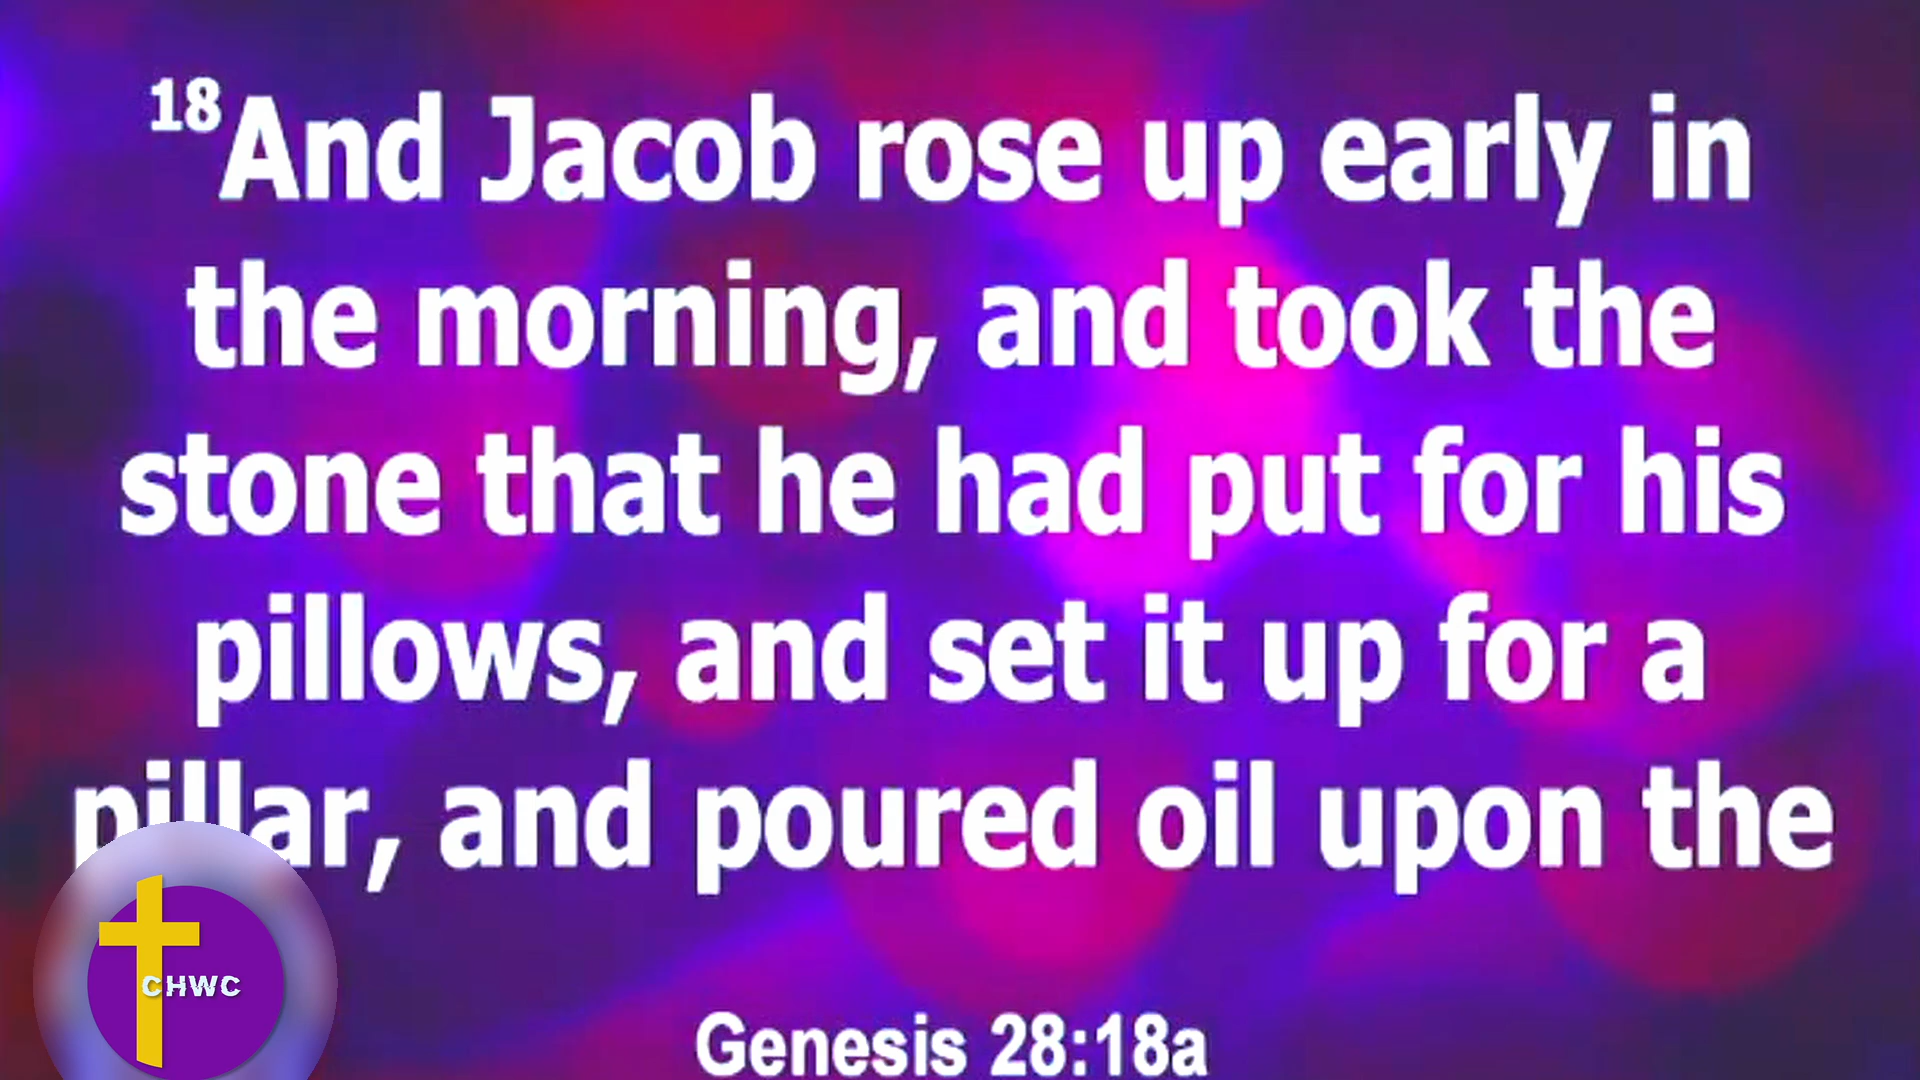 18And Jacob rose up early in
the morning, and took the
stone that he had put for his
pillows, and set it up for a
pillar, and poured oil upon the
CHWC
Genesis 28:18a